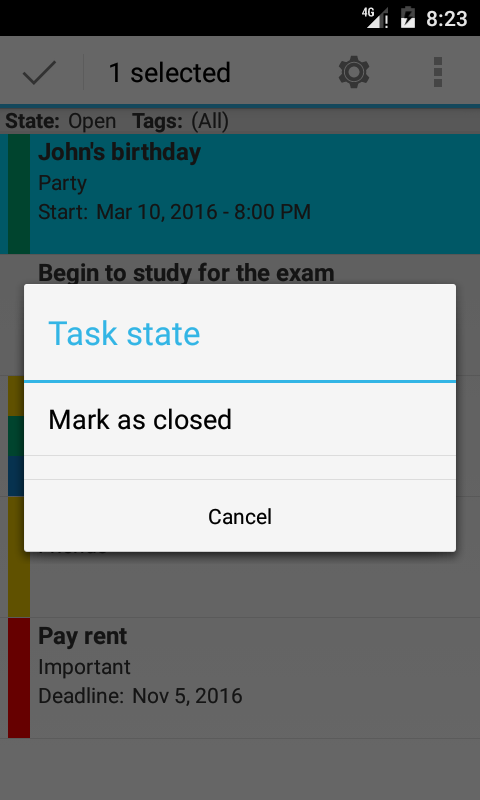 4G 8:23
1 selected
State: Open Tags: (All)
John's birthday
Party
Start: Mar 10, 2016 - 8:00 PM
Begin to study for the exam
Task state
Mark as closed
Cancel
Pay rent
Important
Deadline: Nov 5, 2016